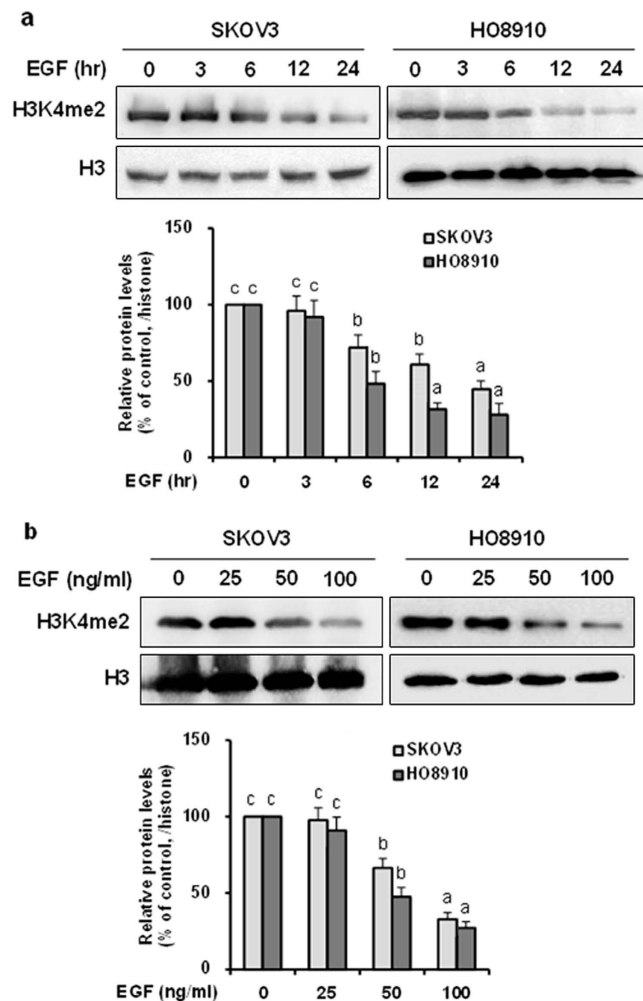 a
SKOV3 HO8910
EGF (hr) 0 3 6 12 24 0 3 6 12 24
H3K4me2
H3
Relative protein levels
(% of control, /histone)
150
100
50
0
SKOV3
HO8910
c c c c b b b a a a
EGF (hr) 0 3 6 12 24
b
SKOV3 HO8910
EGF (ng/ml) 0 25 50 100 0 25 50 100
H3K4me2
H3
Relative protein levels
(% of control, /histone)
150
100
50
0
SKOV3
HO8910
c c c c b b a a
EGF (ng/ml) 0 25 50 100